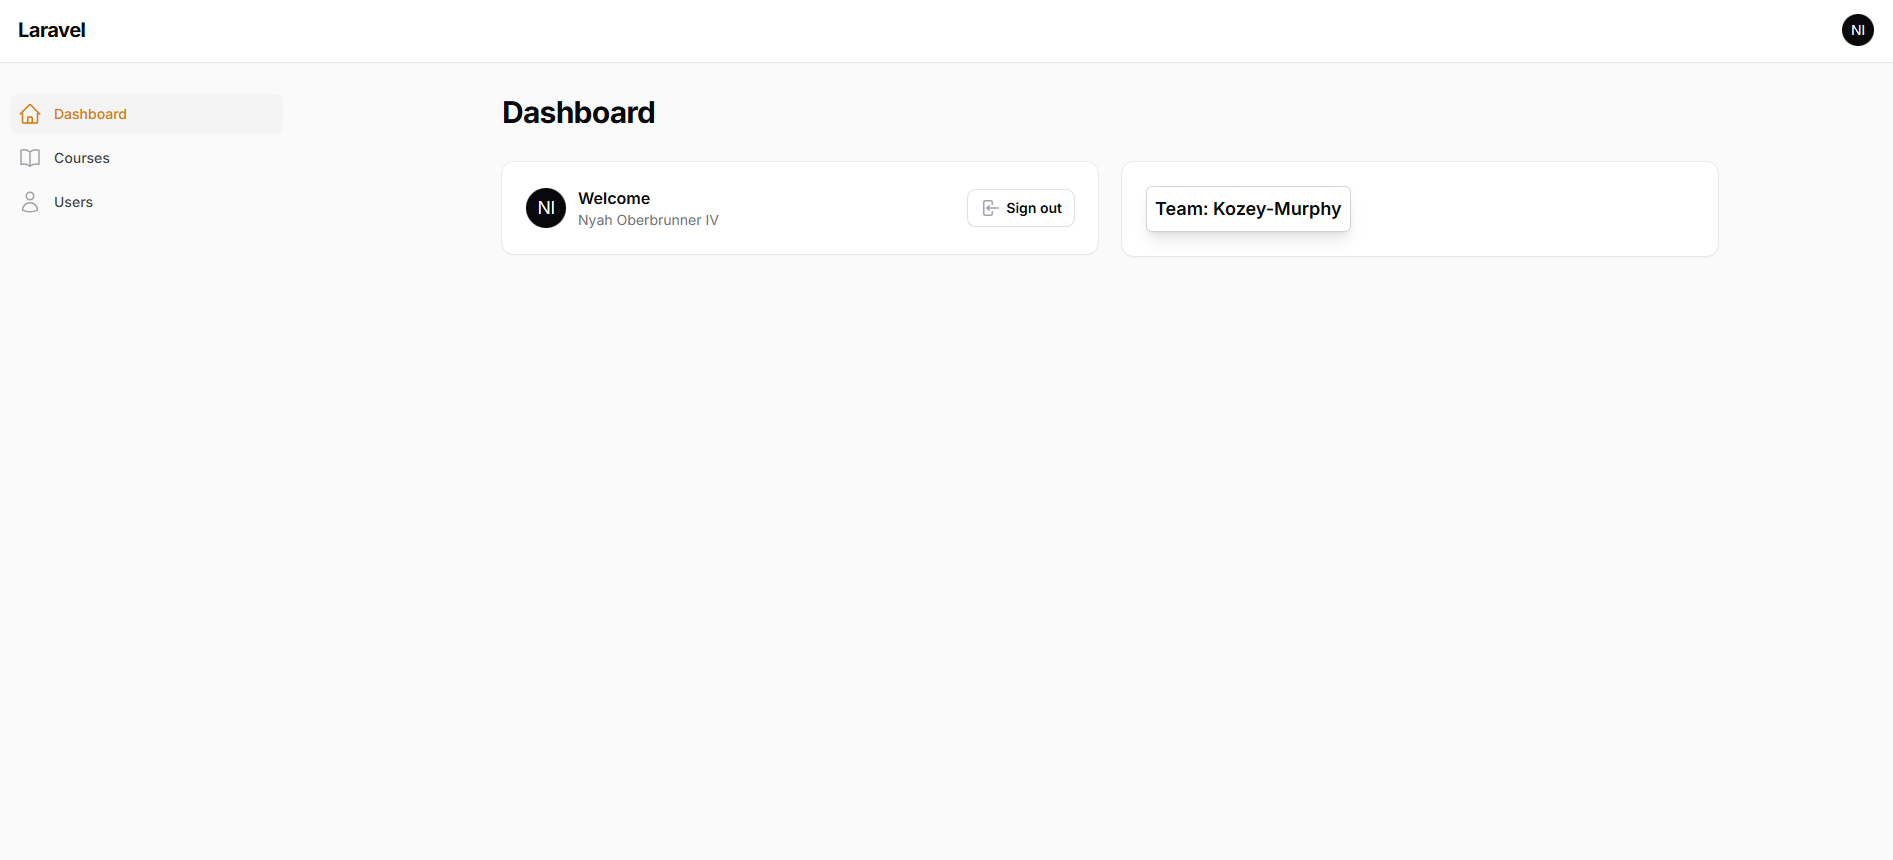 Laravel
NI
Dashboard
Courses
Users
Dashboard
NI
Welcome
Nyah Oberbrunner IV
Sign out
Team: Kozey-Murphy